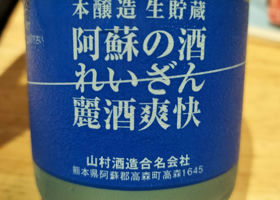 本醸造 生貯蔵
阿蘇の酒
れいざん
麗酒爽快
山村酒造合名会社
熊本県阿蘇郡高森町高森1645